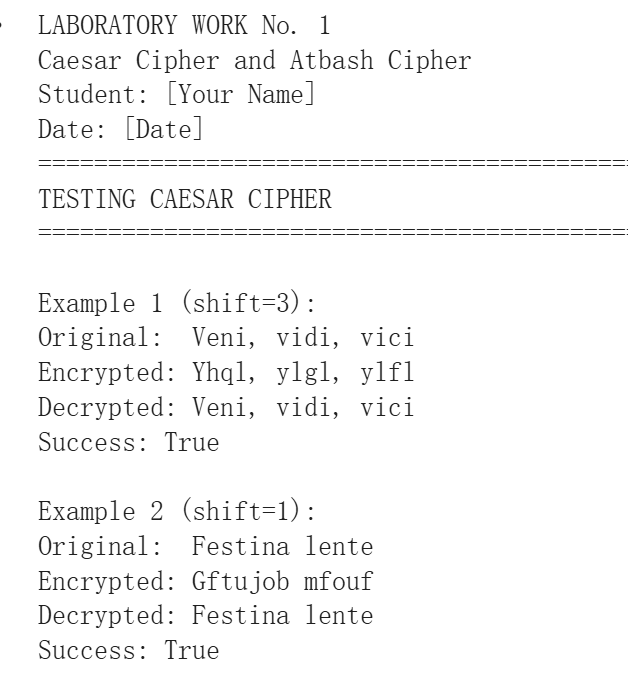 LABORATORY WORK No. 1
Caesar Cipher and Atbash Cipher
Student: [Your Name]
Date: [Date]
==========================================
TESTING CAESAR CIPHER
==========================================
Example 1 (shift=3):
Original:  Veni, vidi, vici
Encrypted: Yhql, ylgl, ylfl
Decrypted: Veni, vidi, vici
Success: True
Example 2 (shift=1):
Original:  Festina lente
Encrypted: Gftujob mfouf
Decrypted: Festina lente
Success: True